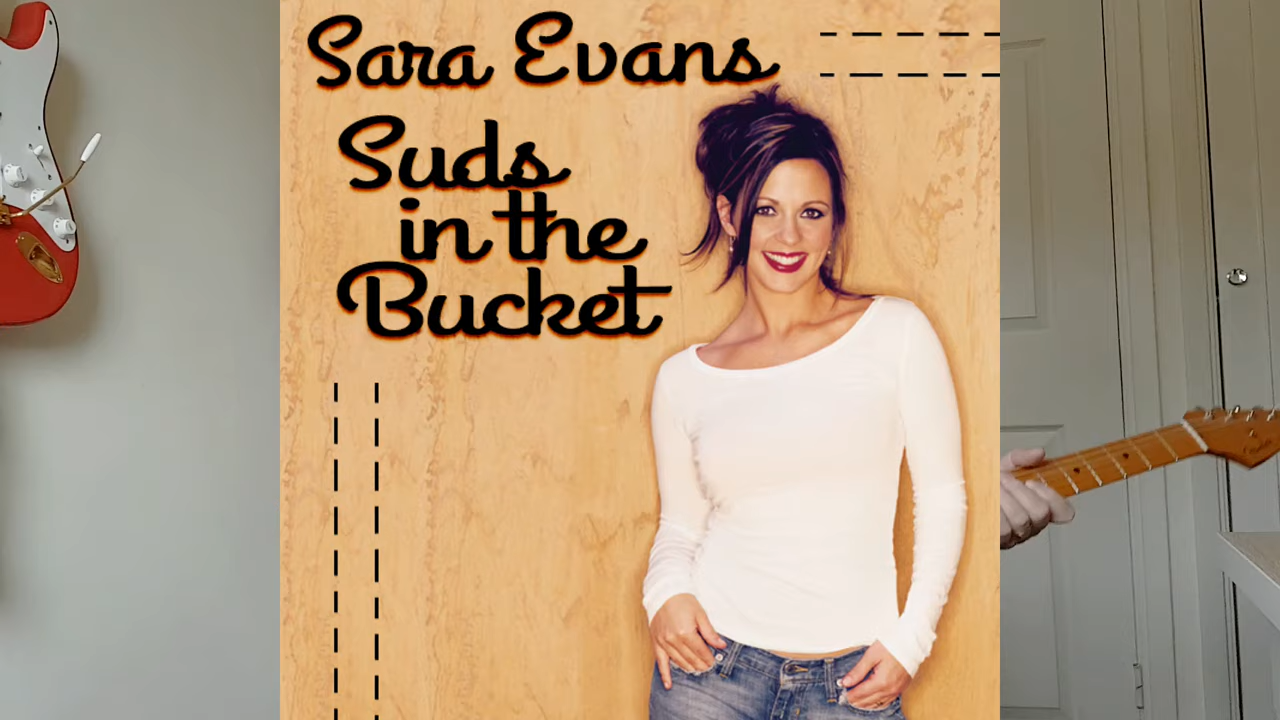 Sara Evans
Suds
in the
Bucket